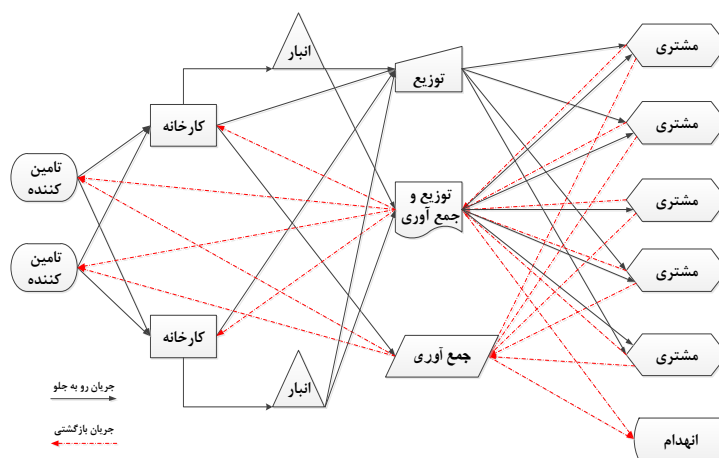 انبار
مشتری
توزیع
کارخانه
مشتری
تامین
کننده
مشتری
توزیع و
جمع آوری
تامین
کننده
مشتری
کارخانه
جمع آوری
مشتری
انبار
جریان رو به جلو
جریان بازگشتی
انهدام